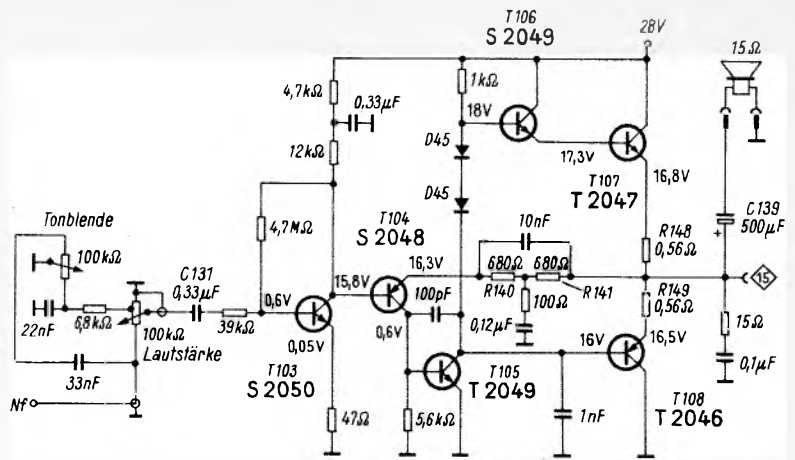 T106
S 2049
28V
15Ω
4,7kΩ
0,33µF
1kΩ
18V
12kΩ
D45
17,3V
T107
T 2047
16,8V
Tonblende
100kΩ
4,7MΩ
T104
S 2048
D45
10nF
R148
0,56Ω
C139
500µF
+
C131
0,33µF
15,8V
16,3V
680Ω
680Ω
R140
R141
15
22nF
6,8kΩ
100kΩ
Lautstärke
39kΩ
0,6V
100pF
100Ω
R149
0,56Ω
0,05V
0,6V
0,12µF
16V
16,5V
15Ω
33nF
T103
S 2050
T105
T 2049
0,1µF
Nf
47Ω
5,6kΩ
1nF
T108
T 2046